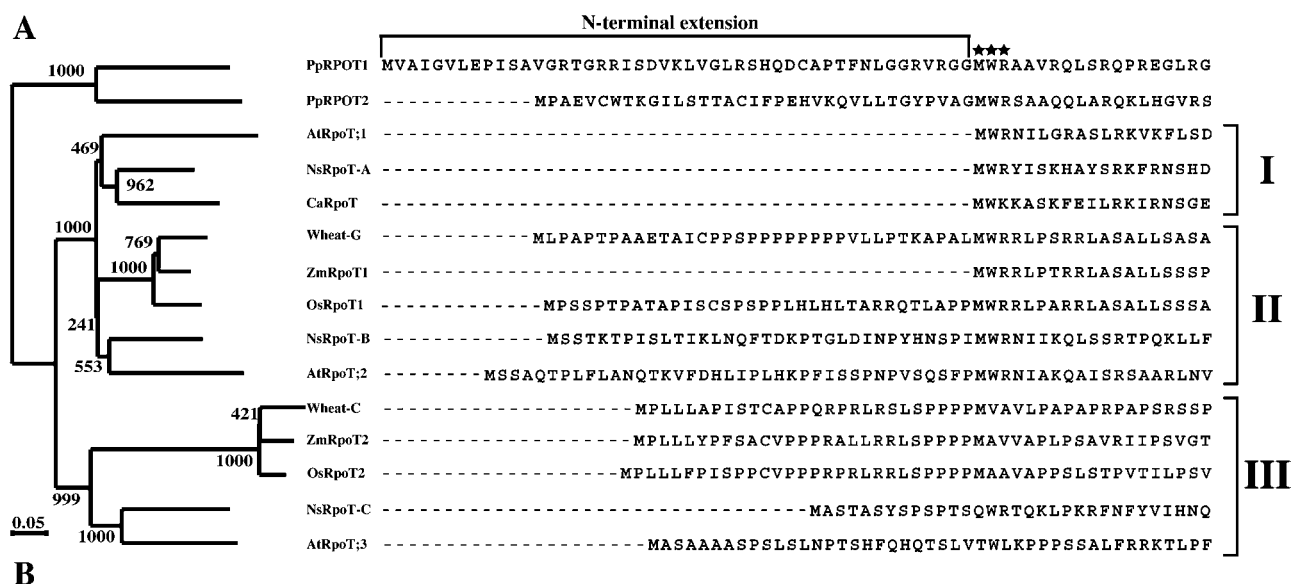 A
N-terminal extension
★★★
1000 PpRPOT1 MVAIGVLEPISAVGRTGRRISDVKLVGLRSHQDCAPTFNLGGRVRGGMWRAAVRQLSRQPREGLRG
PpRPOT2 ------------MPAEVCWTKGILSTTACIFPEHVKQVLLTGYPVAGMWRSAAQQLARQKLHGVRS
469 AtRpoT;1 -----------------------------------------------MWRNILGRASLRKVKFLSD
962 NsRpoT-A -----------------------------------------------MWRYISKHAYSRKFRNSHD
I
CaRpoT -----------------------------------------------MWKKASKFEILRKIRNSGE
1000 769 Wheat-G ------------MLPAPTPAAETAICPPSPPPPPPPPVLLPTKAPALMWRRLPSRRLASALLSASA
1000 ZmRpoT1 -----------------------------------------------MWRRLPTRRLASALLSSSP
OsRpoT1 -------------MPSSPTPATAPISCSPSPPLHLHLTARRQTLAPPMWRRLPARRLASALLSSSA
II
241 NsRpoT-B -------------MSSTKTPISLTIKLNQFTDKPTGLDINPYHNSPIMWRNIIKQLSSRTPQKLLF
553 AtRpoT;2 --------MSSAQTPLFLANQTKVFDHLIPLHKPFISSPNPVSQSFPMWRNIAKQAISRSAARLNV
421 Wheat-C --------------------MPLLLAPISTCAPPQRPRLRSLSPPPPMVAVLPAPAPRPAPSRSSP
1000 ZmRpoT2 --------------------MPLLLYPFSACVPPPRALLRRLSPPPPMAVVAPLPSAVRIIPSVGT
OsRpoT2 -------------------MPLLLFPISPPCVPPPRPRLRRLSPPPPMAAVAPPSLSTPVTILPSV
III
999 NsRpoT-C ----------------------------------MASTASYSPSPTSQWRTQKLPKRFNFYVIHNQ
0.05
1000 AtRpoT;3 ---------------------MASAAAASPSLSLNPTSHFQHQTSLVTWLKPPPSSALFRRKTLPF
B